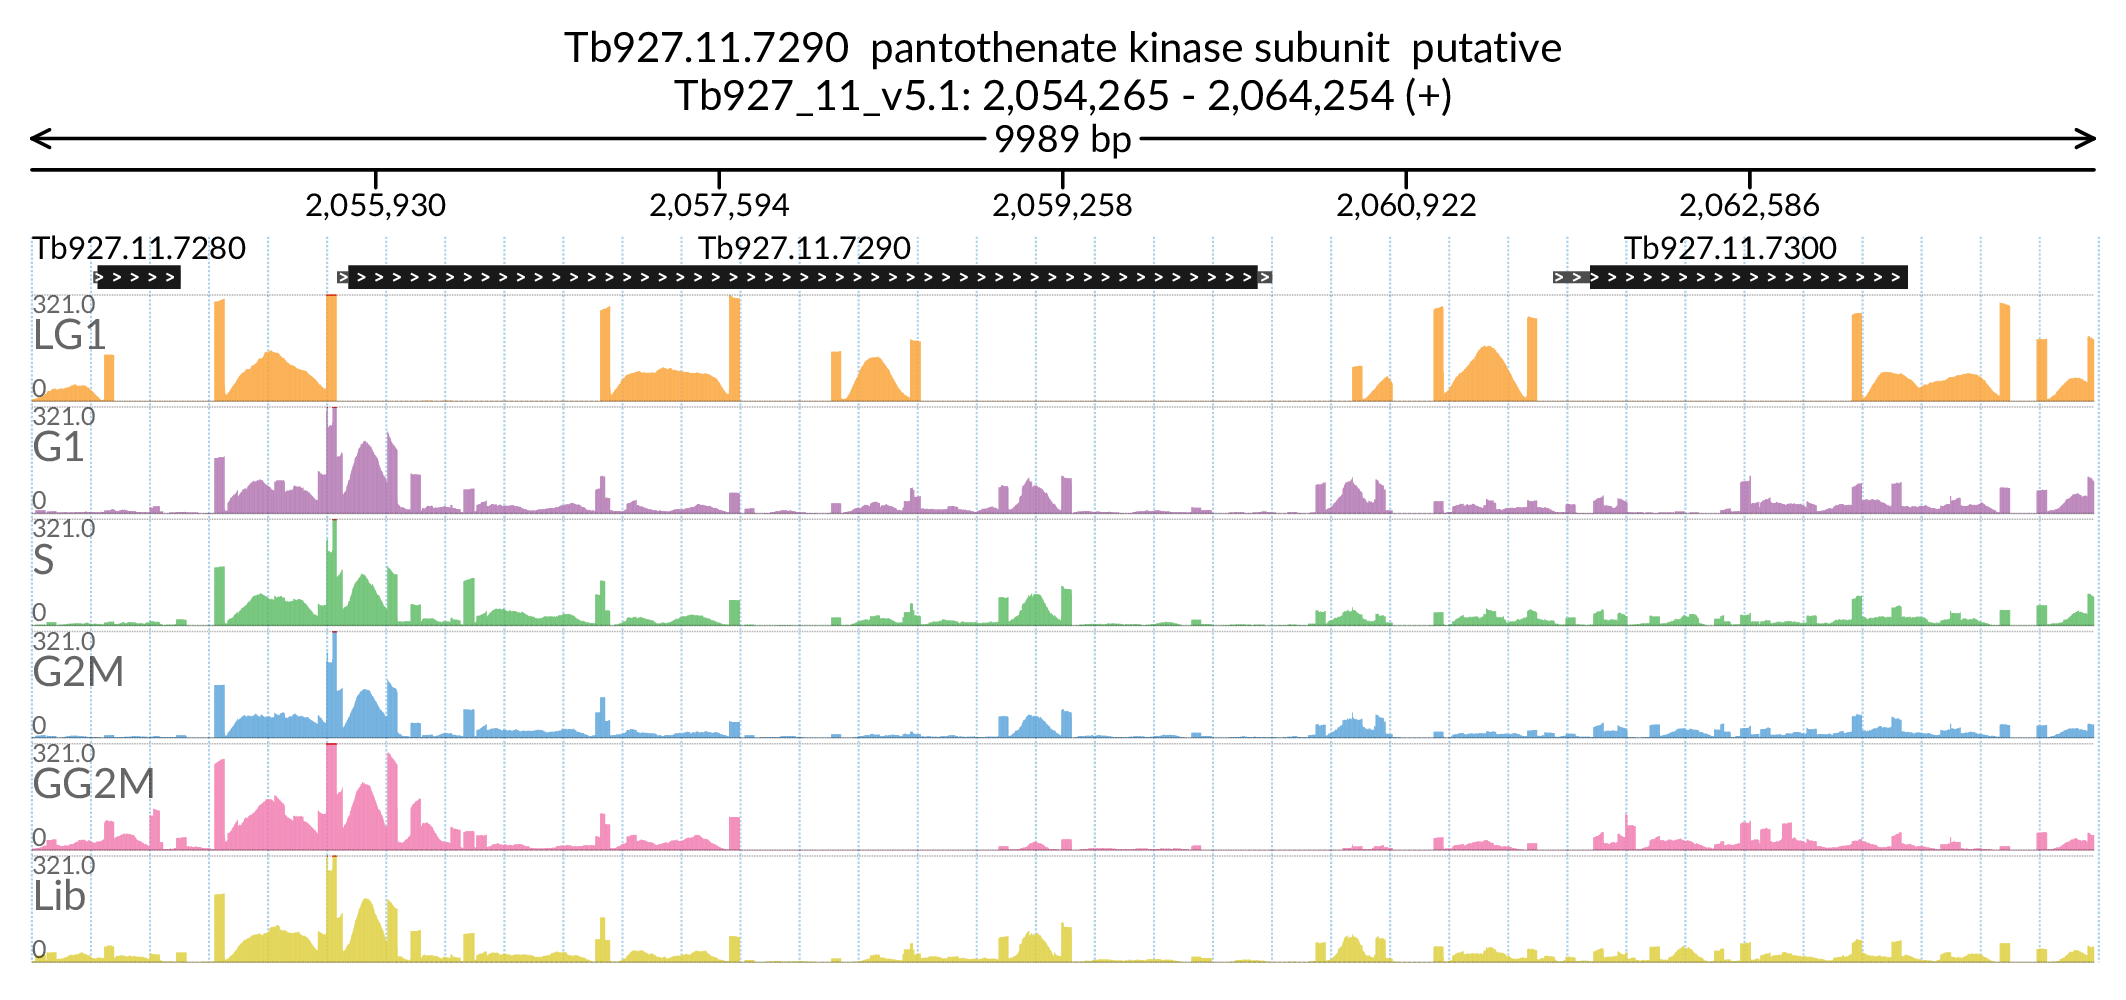 Tb927.11.7290  pantothenate kinase subunit  putative
Tb927_11_v5.1: 2,054,265 - 2,064,254 (+)
9989 bp
2,055,930 2,057,594 2,059,258 2,060,922 2,062,586
Tb927.11.7280 Tb927.11.7290 Tb927.11.7300
321.0
LG1
0
321.0
G1
0
321.0
S
0
321.0
G2M
0
321.0
GG2M
0
321.0
Lib
0